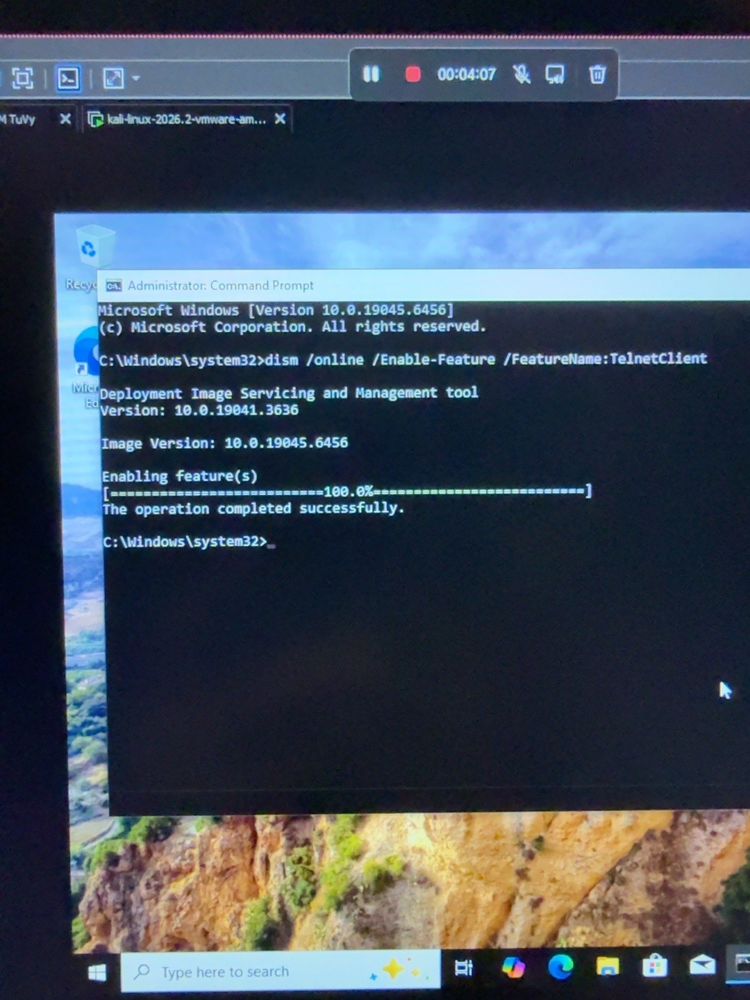 00:04:07
M TuVy
kali-linux-2026.2-vmware-am...
Recyc
Administrator: Command Prompt
Microsoft Windows [Version 10.0.19045.6456]
(c) Microsoft Corporation. All rights reserved.
C:\Windows\system32>dism /online /Enable-Feature /FeatureName:TelnetClient
Micr
Ed
Deployment Image Servicing and Management tool
Version: 10.0.19041.3636
Image Version: 10.0.19045.6456
Enabling feature(s)
[==========================100.0%==========================]
The operation completed successfully.
C:\Windows\system32>_
Type here to search